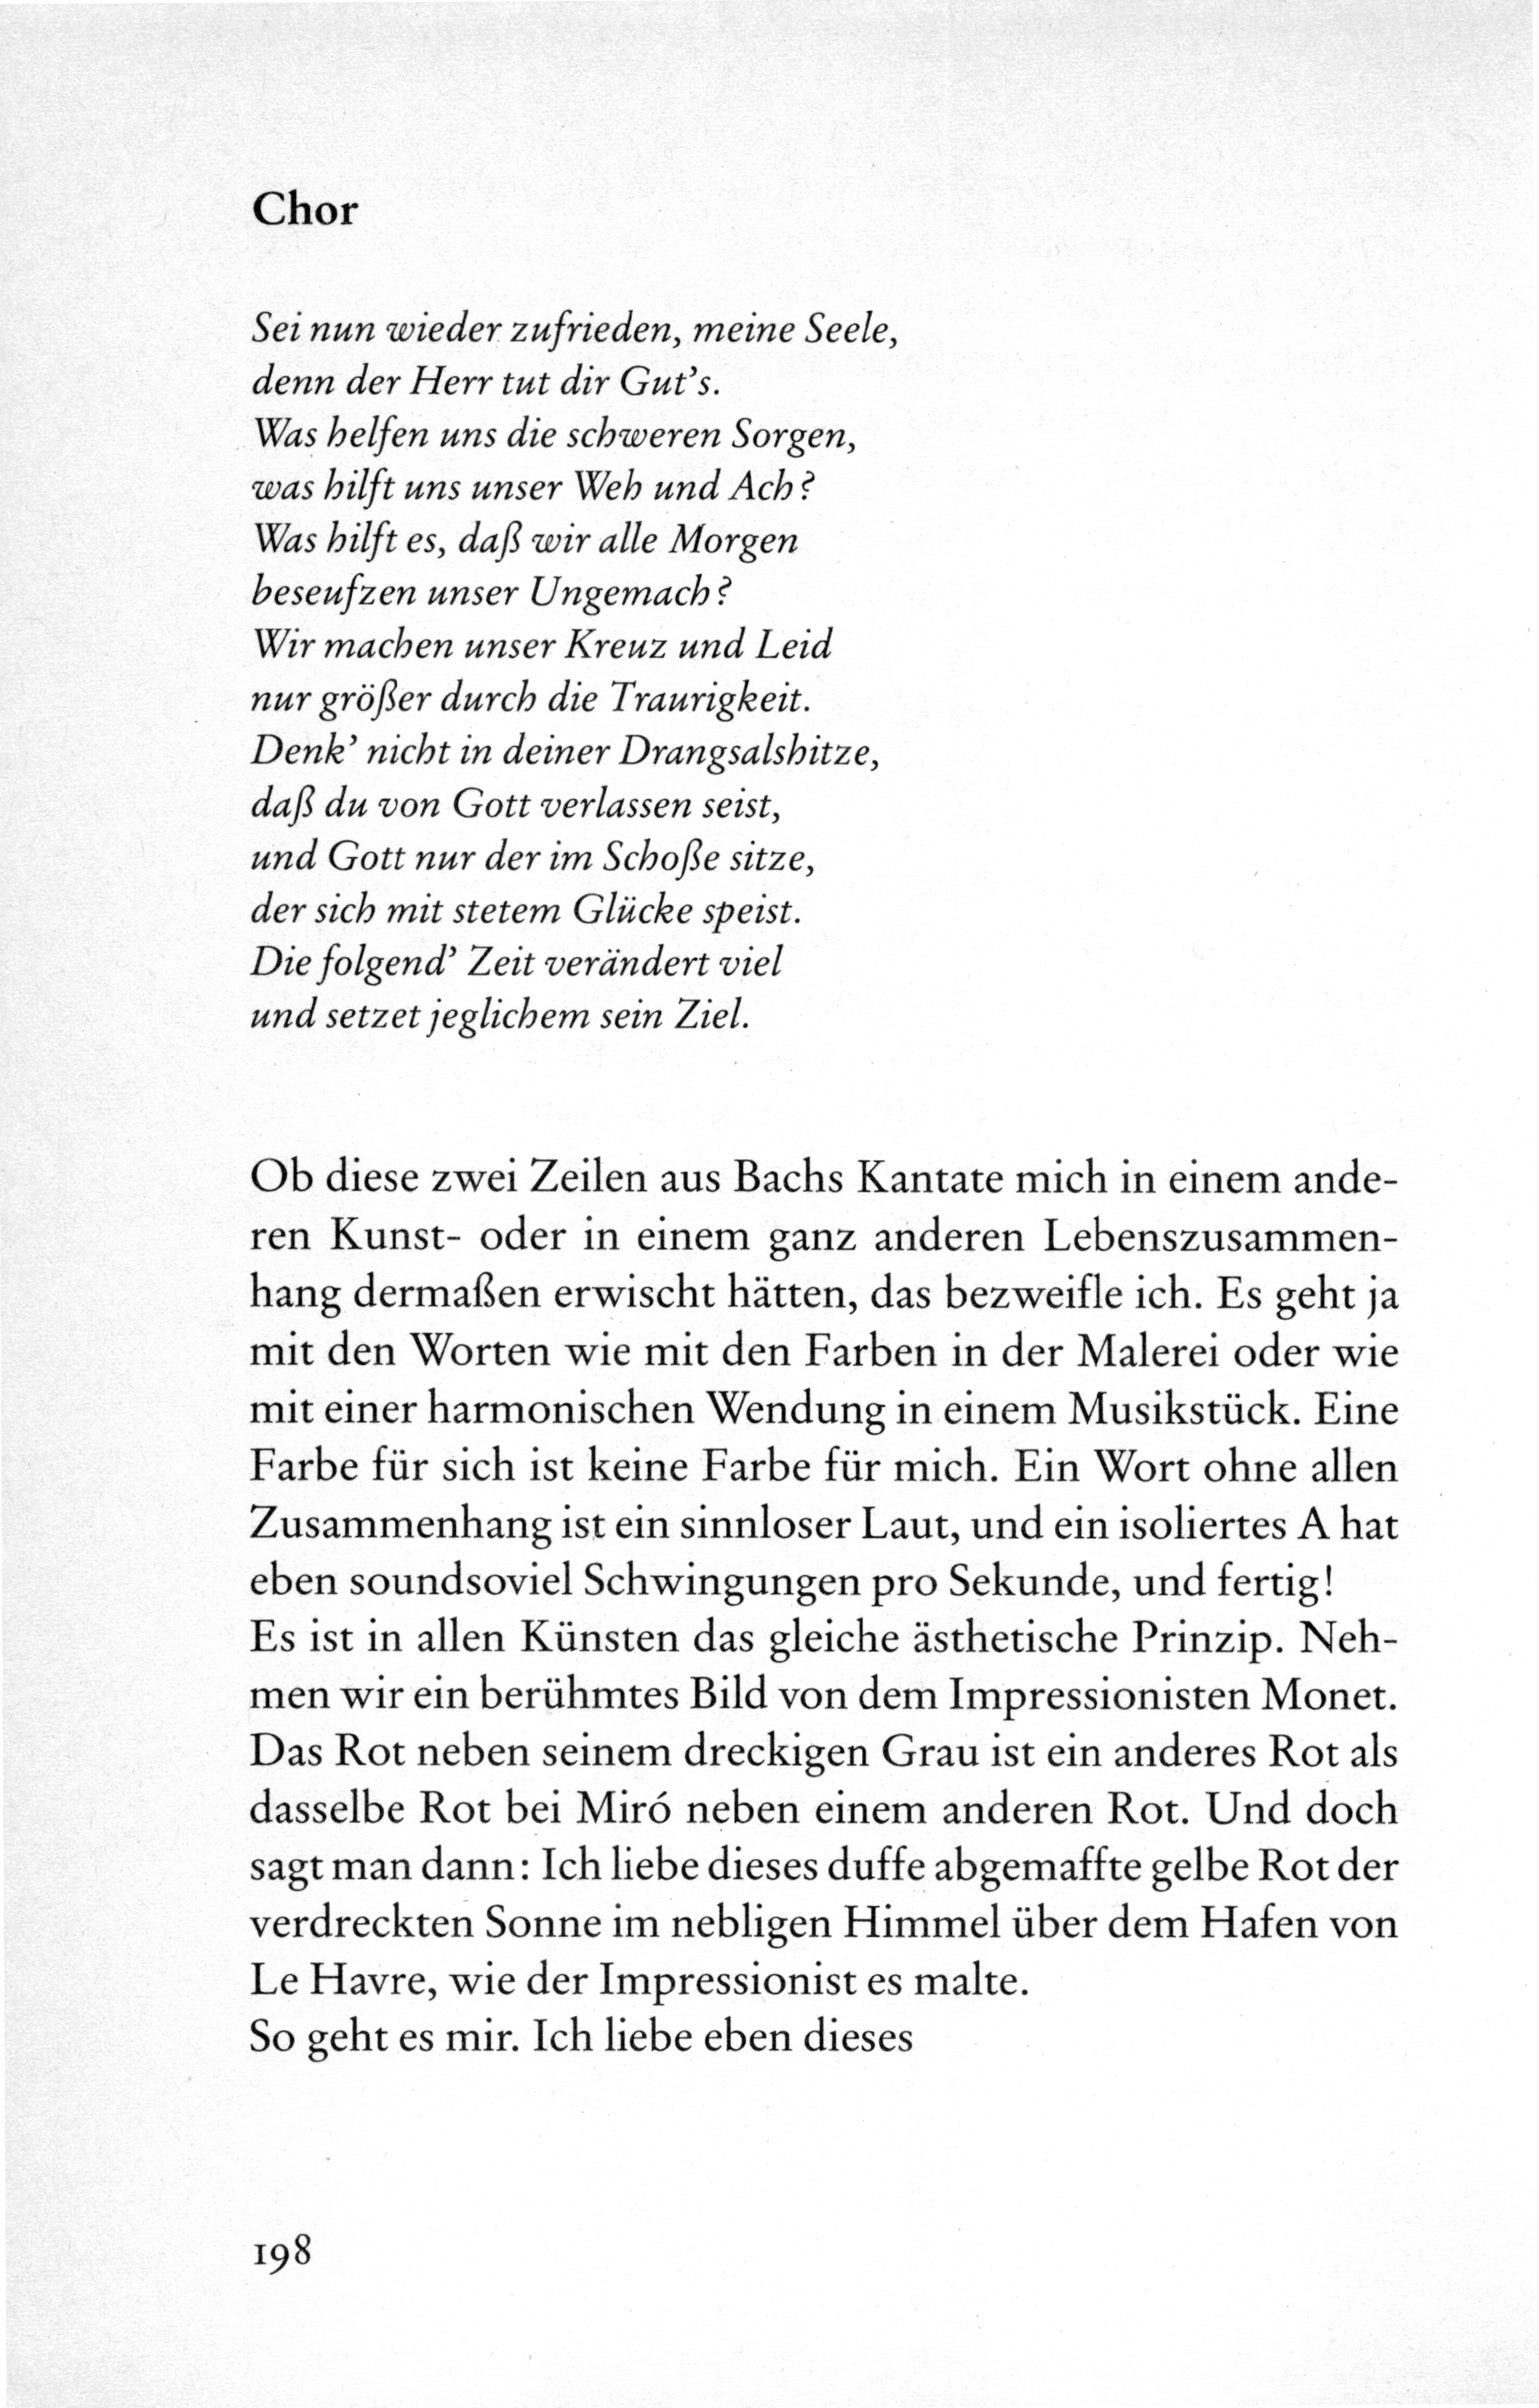 Chor
Sei nun wieder zufrieden, meine Seele,
denn der Herr tut dir Gut’s.
Was helfen uns die schweren Sorgen,
was hilft uns unser Weh und Ach?
Was hilft es, daß wir alle Morgen
beseufzen unser Ungemach?
Wir machen unser Kreuz und Leid
nur größer durch die Traurigkeit.
Denk’ nicht in deiner Drangsalshitze,
daß du von Gott verlassen seist,
und Gott nur der im Schoße sitze,
der sich mit stetem Glücke speist.
Die folgend’ Zeit verändert viel
und setzet jeglichem sein Ziel.
Ob diese zwei Zeilen aus Bachs Kantate mich in einem ande-
ren Kunst- oder in einem ganz anderen Lebenszusammen-
hang dermaßen erwischt hätten, das bezweifle ich. Es geht ja
mit den Worten wie mit den Farben in der Malerei oder wie
mit einer harmonischen Wendung in einem Musikstück. Eine
Farbe für sich ist keine Farbe für mich. Ein Wort ohne allen
Zusammenhang ist ein sinnloser Laut, und ein isoliertes A hat
eben soundsoviel Schwingungen pro Sekunde, und fertig!
Es ist in allen Künsten das gleiche ästhetische Prinzip. Neh-
men wir ein berühmtes Bild von dem Impressionisten Monet.
Das Rot neben seinem dreckigen Grau ist ein anderes Rot als
dasselbe Rot bei Miró neben einem anderen Rot. Und doch
sagt man dann: Ich liebe dieses duffe abgemaffte gelbe Rot der
verdreckten Sonne im nebligen Himmel über dem Hafen von
Le Havre, wie der Impressionist es malte.
So geht es mir. Ich liebe eben dieses
198